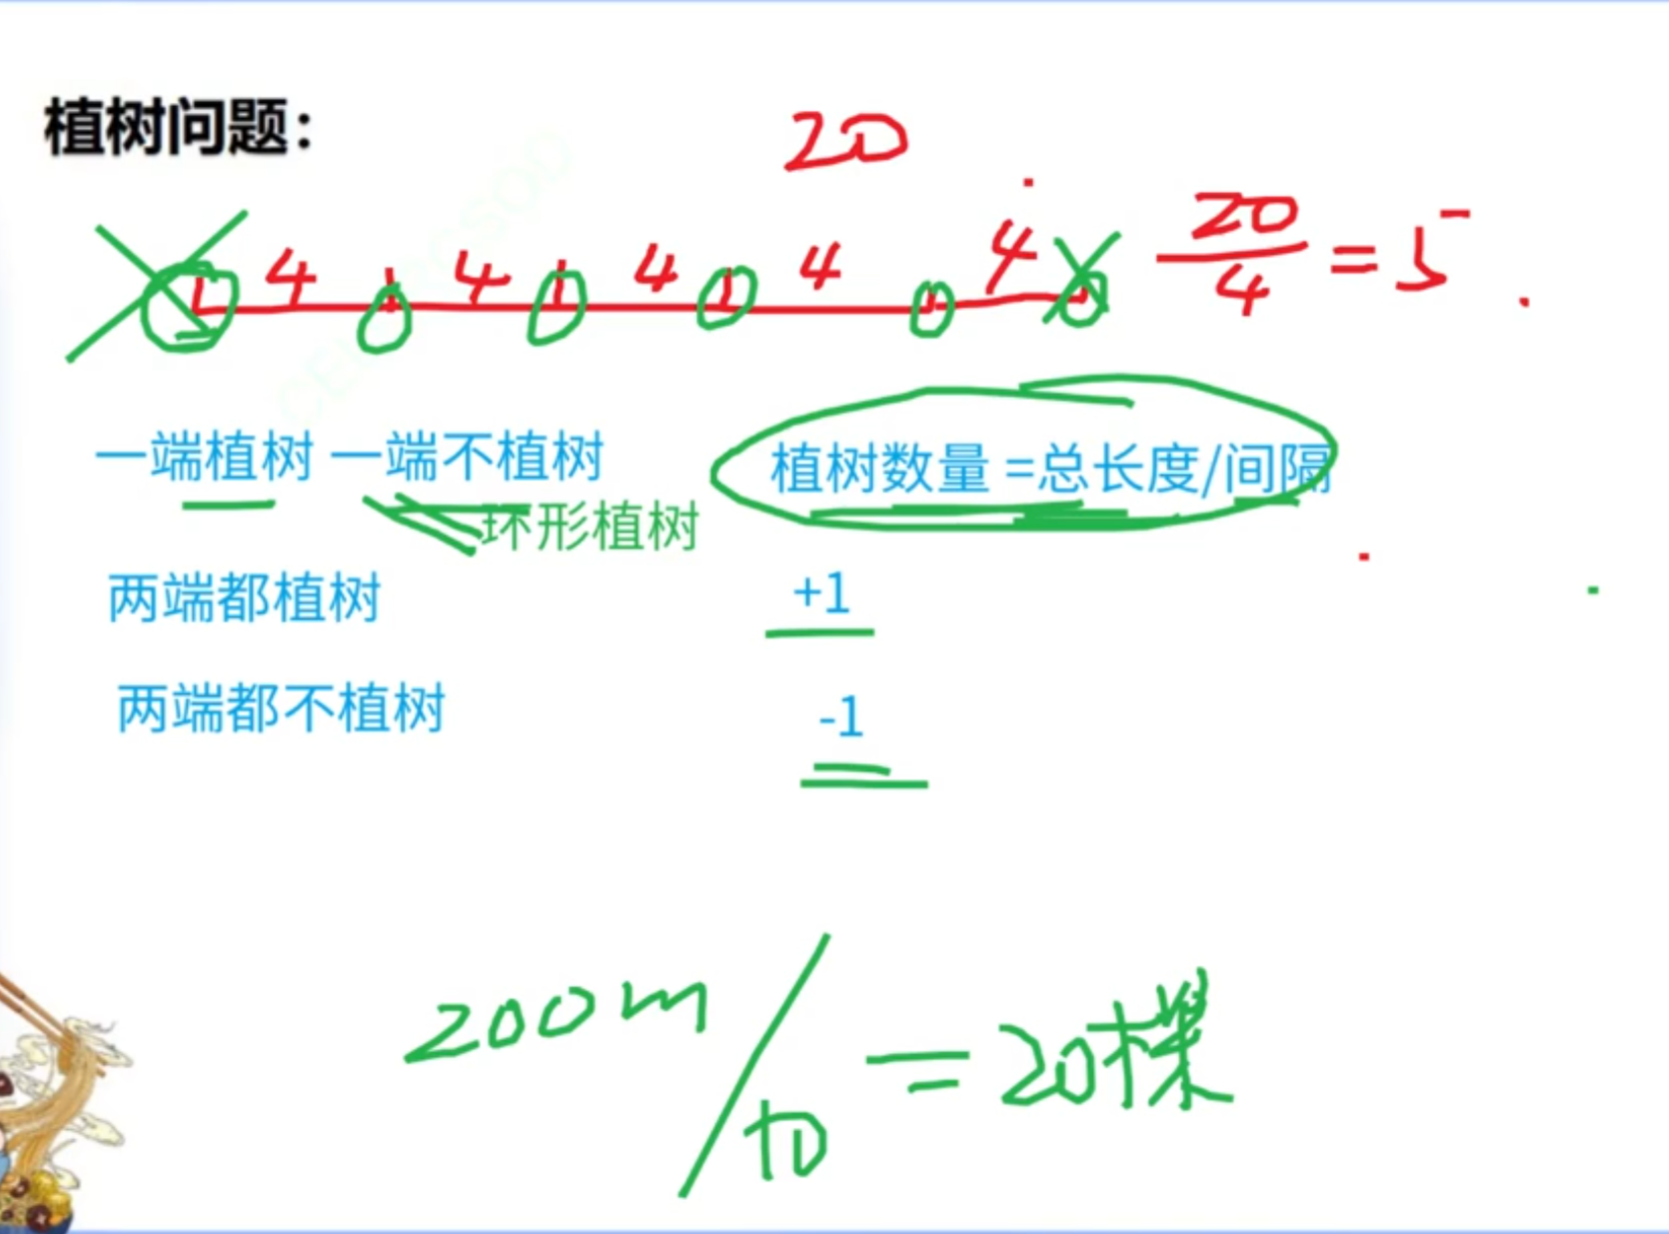 植树问题：
20
4 4 4 4 4 20/4=5
一端植树 一端不植树 植树数量 =总长度/间隔
环形植树
两端都植树 +1
两端都不植树 -1
200m/10=20棵